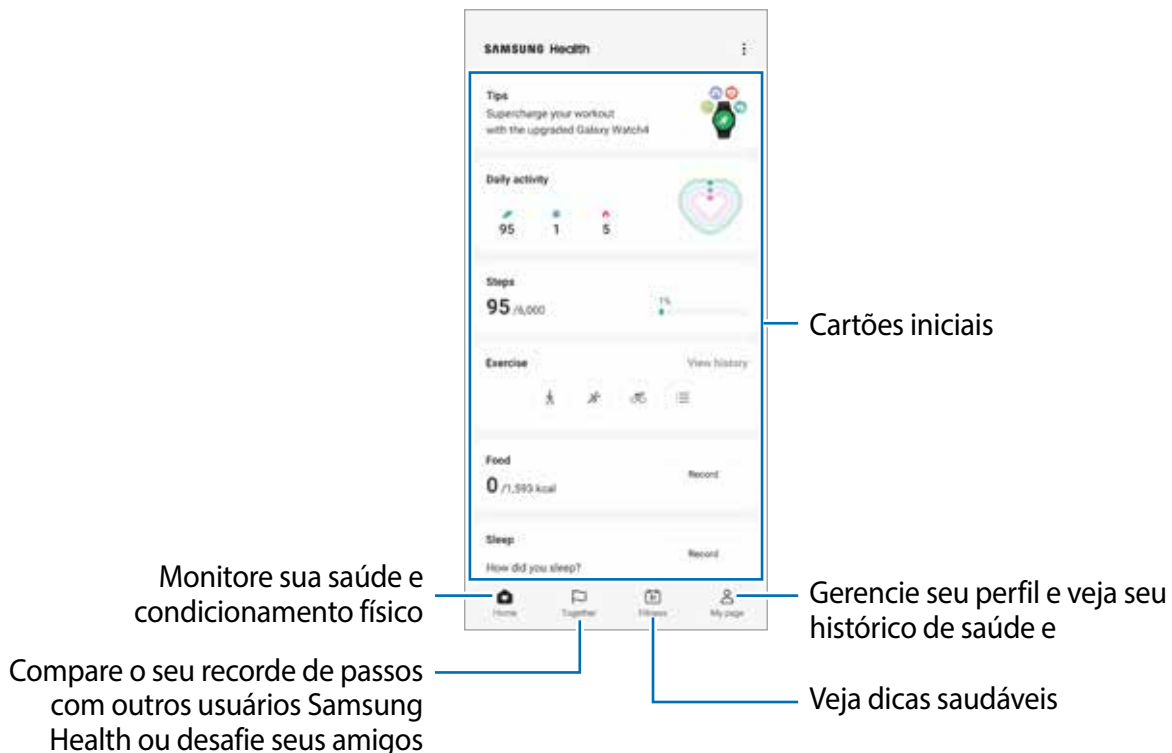 SAMSUNG Health
Tips
Supercharge your workout
with the upgraded Galaxy Watch4
Daily activity
95 1 5
Steps
95 /6,000
1%
Cartões iniciais
Exercise View history
Food
0 /1,593 kcal
Record
Sleep
How did you sleep?
Record
Home Together Fitness My page
Monitore sua saúde e
condicionamento físico
Compare o seu recorde de passos
com outros usuários Samsung
Health ou desafie seus amigos
Gerencie seu perfil e veja seu
histórico de saúde e
Veja dicas saudáveis